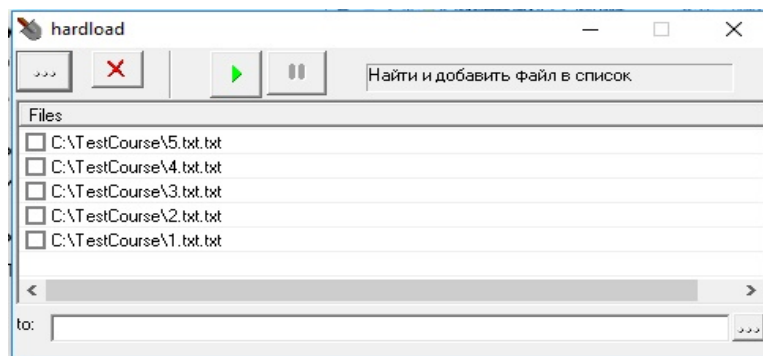 hardload
...
Найти и добавить файл в список
Files
C:\TestCourse\5.txt.txt
C:\TestCourse\4.txt.txt
C:\TestCourse\3.txt.txt
C:\TestCourse\2.txt.txt
C:\TestCourse\1.txt.txt
to:
...